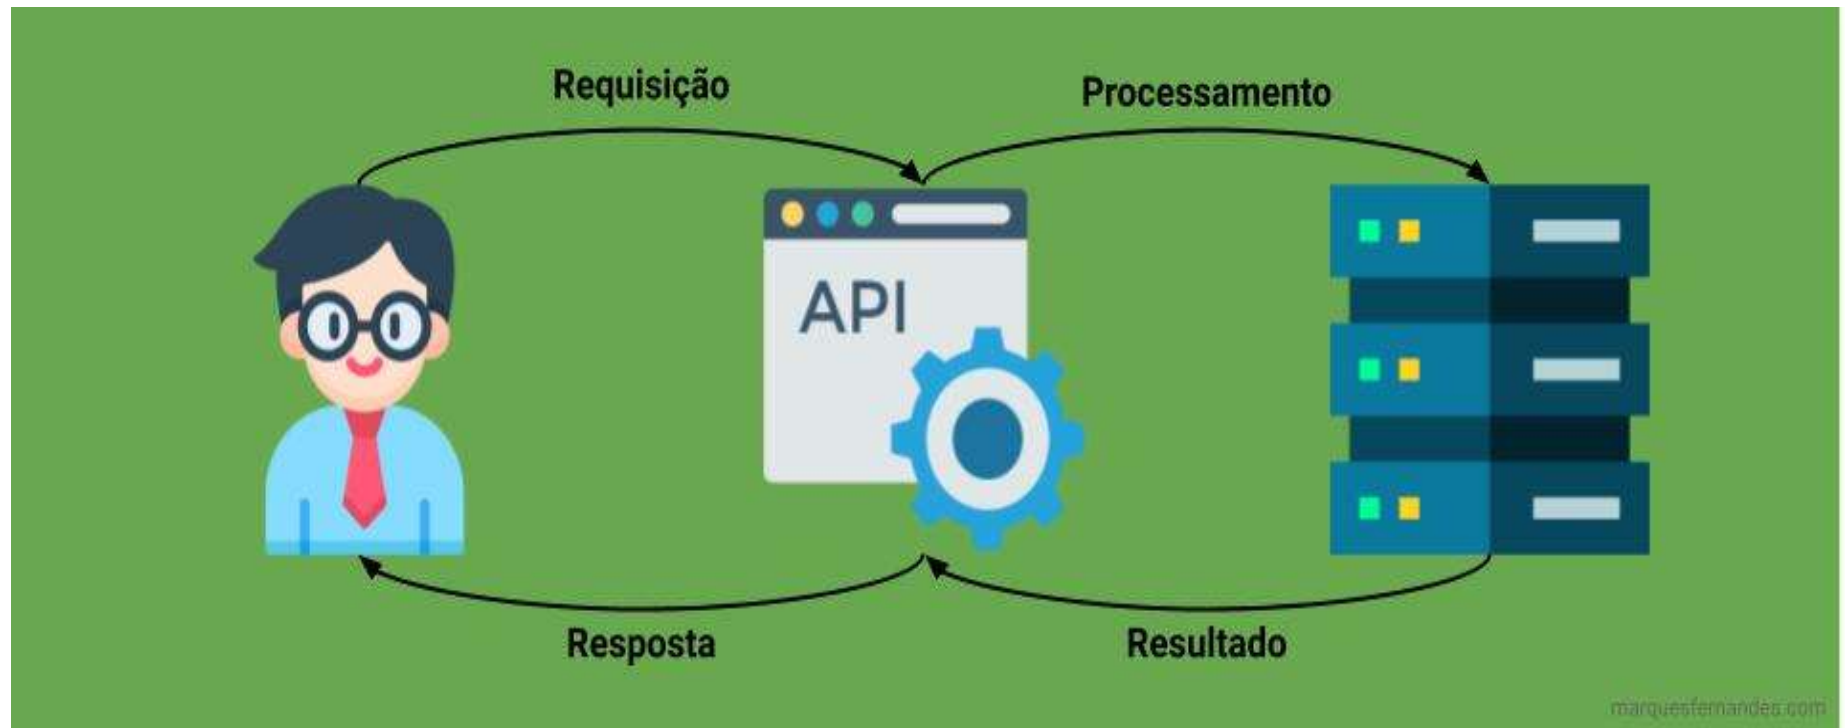 Requisição
Processamento
API
Resposta
Resultado
marquesfernandes.com